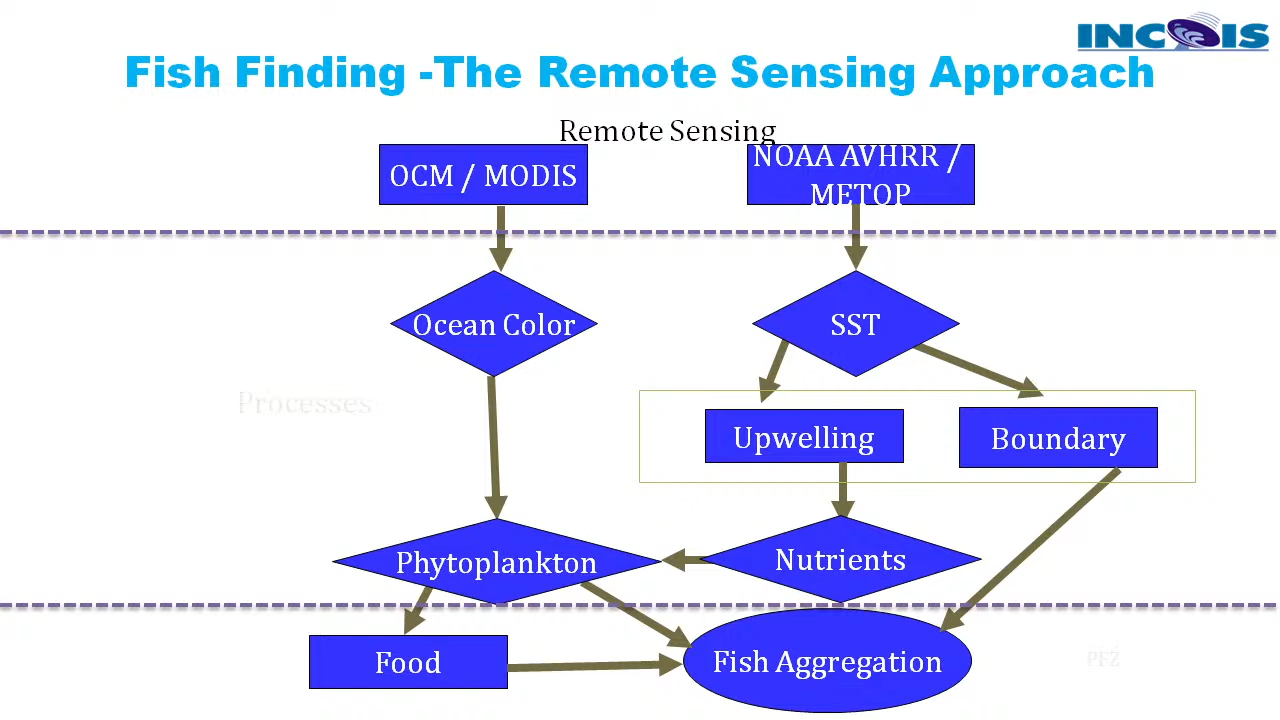 INCOIS
Fish Finding -The Remote Sensing Approach
Remote Sensing
OCM / MODIS
NOAA AVHRR /
METOP
Ocean Color
SST
Processes
Upwelling
Boundary
Phytoplankton
Nutrients
Food
Fish Aggregation
PFZ